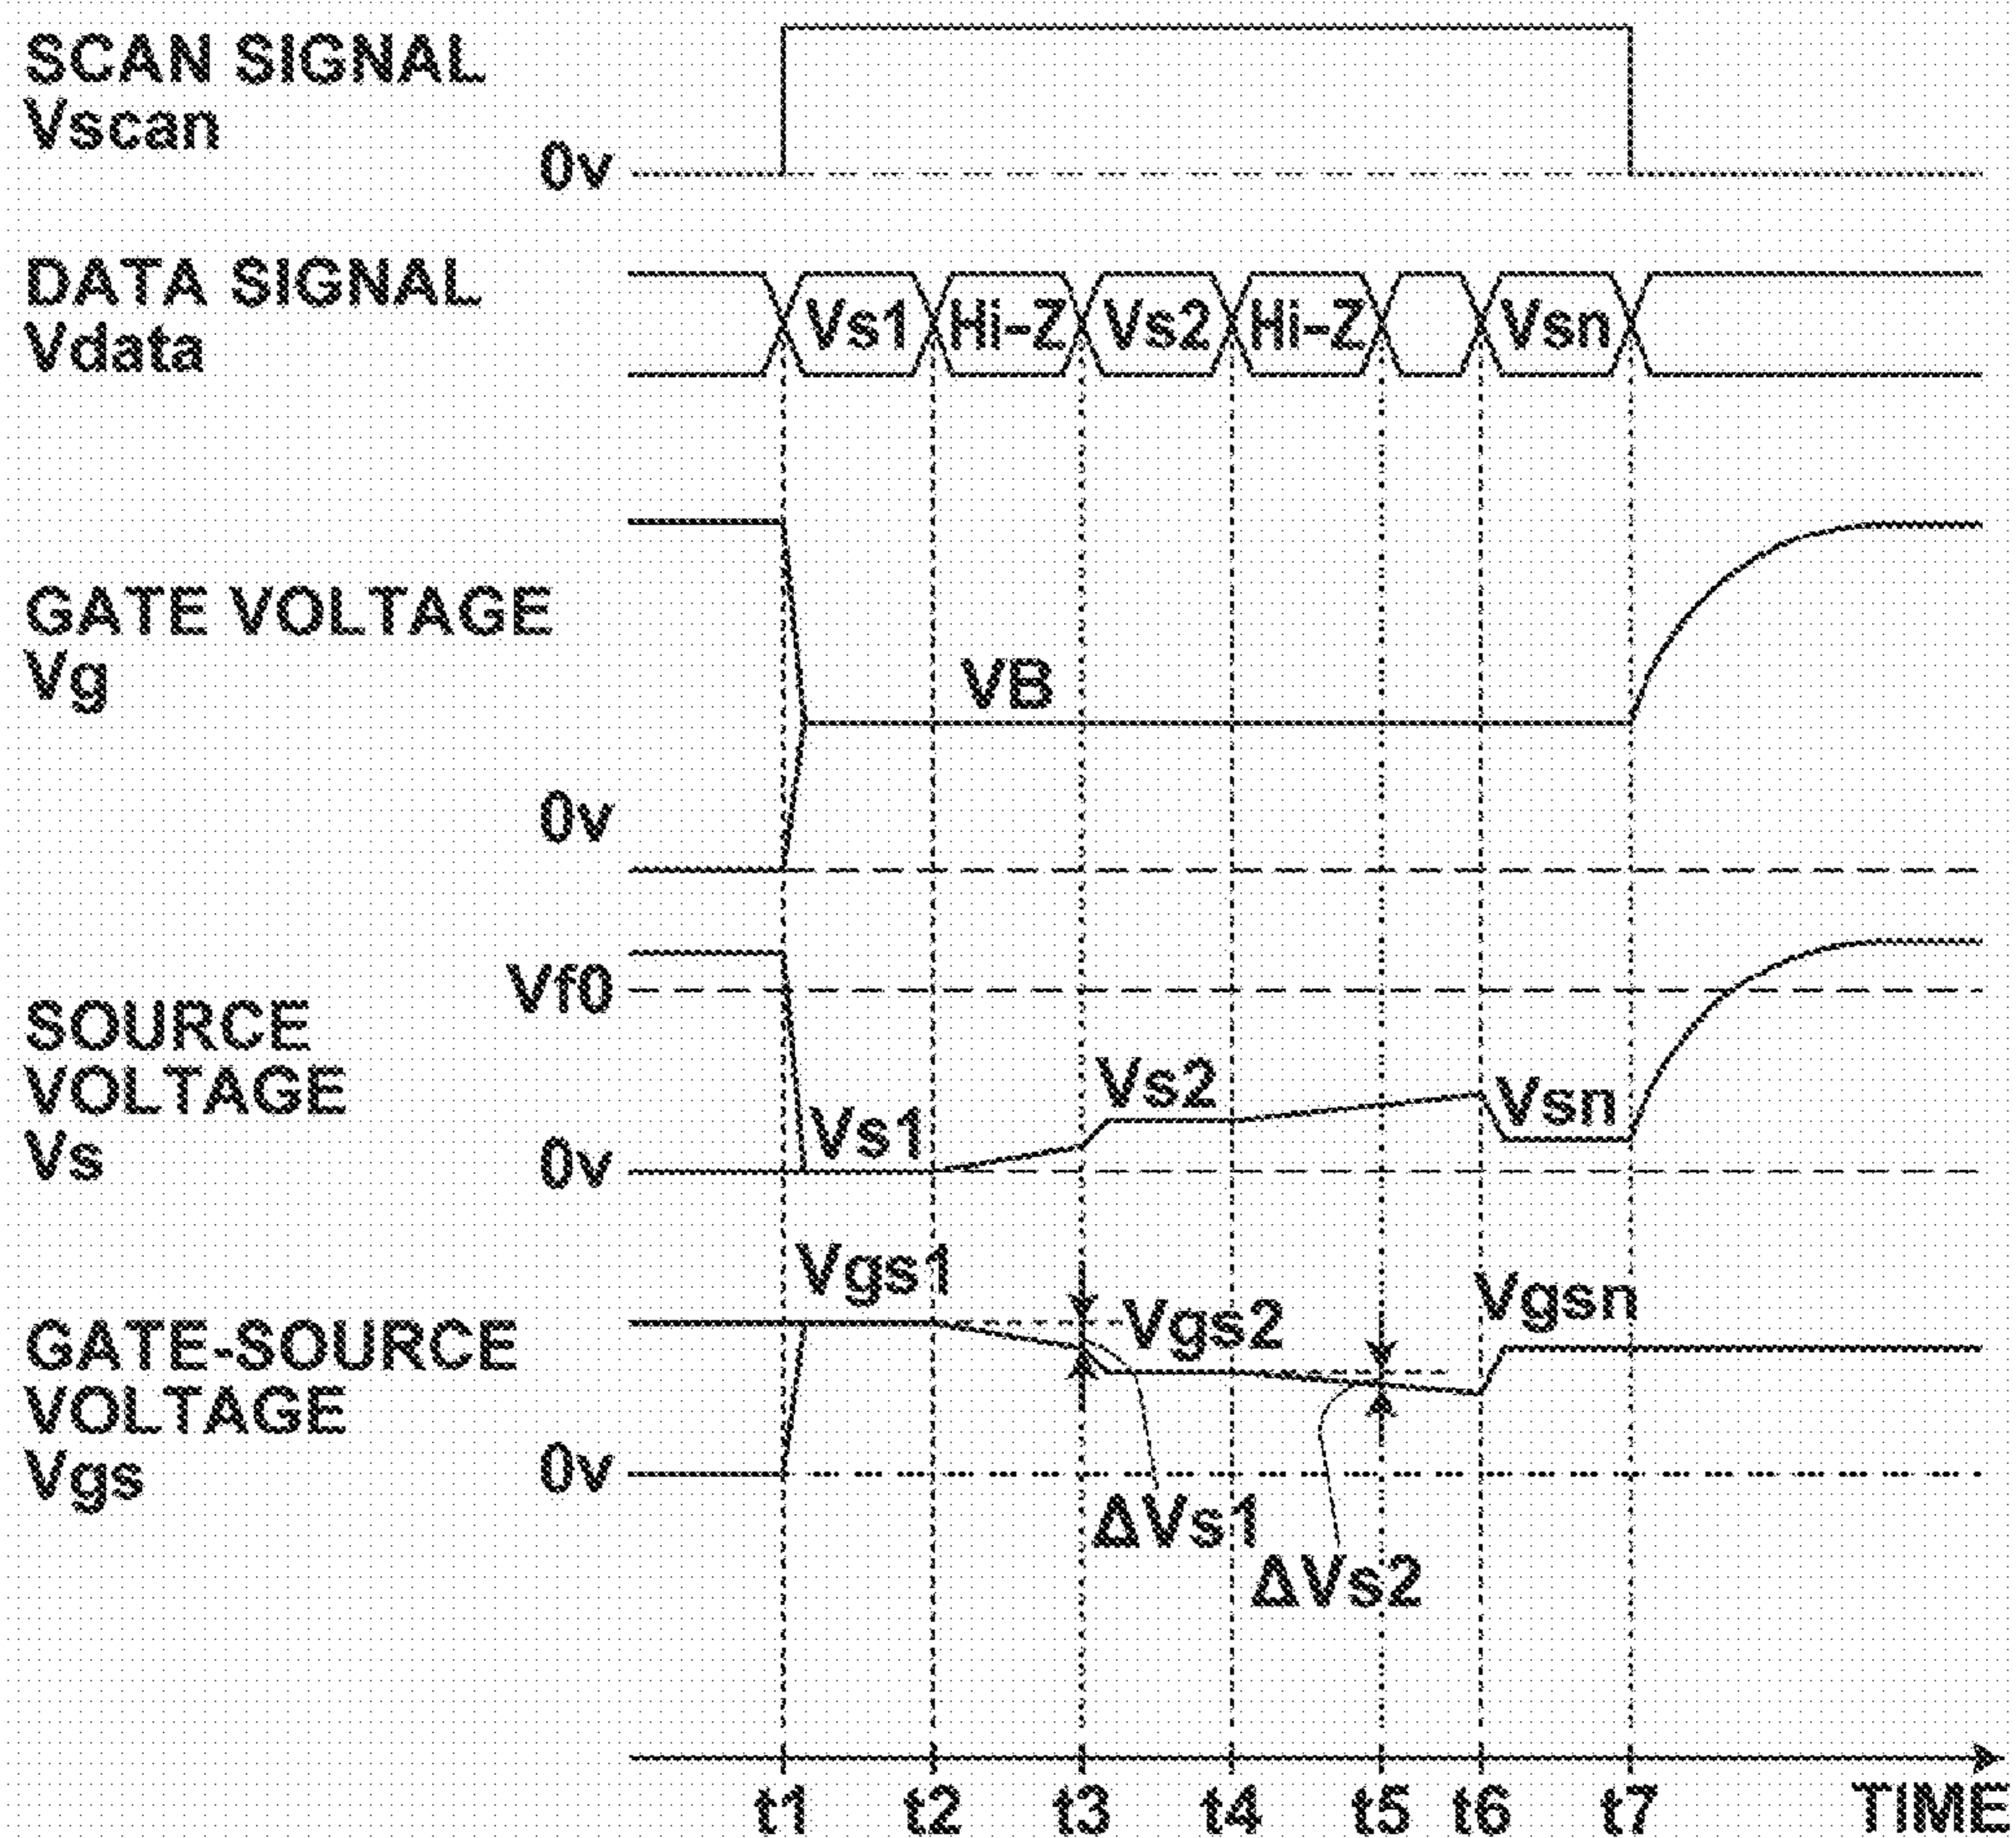 SCAN SIGNAL
Vscan
0v
DATA SIGNAL
Vdata
Vs1 Hi-Z Vs2 Hi-Z Vsn
GATE VOLTAGE
Vg
VB
0v
Vf0
SOURCE
VOLTAGE
Vs
Vs1
Vs2
Vsn
0v
Vgs1
Vgs2
Vgsn
GATE-SOURCE
VOLTAGE
Vgs
0v
ΔVs1
ΔVs2
t1 t2 t3 t4 t5 t6 t7 TIME